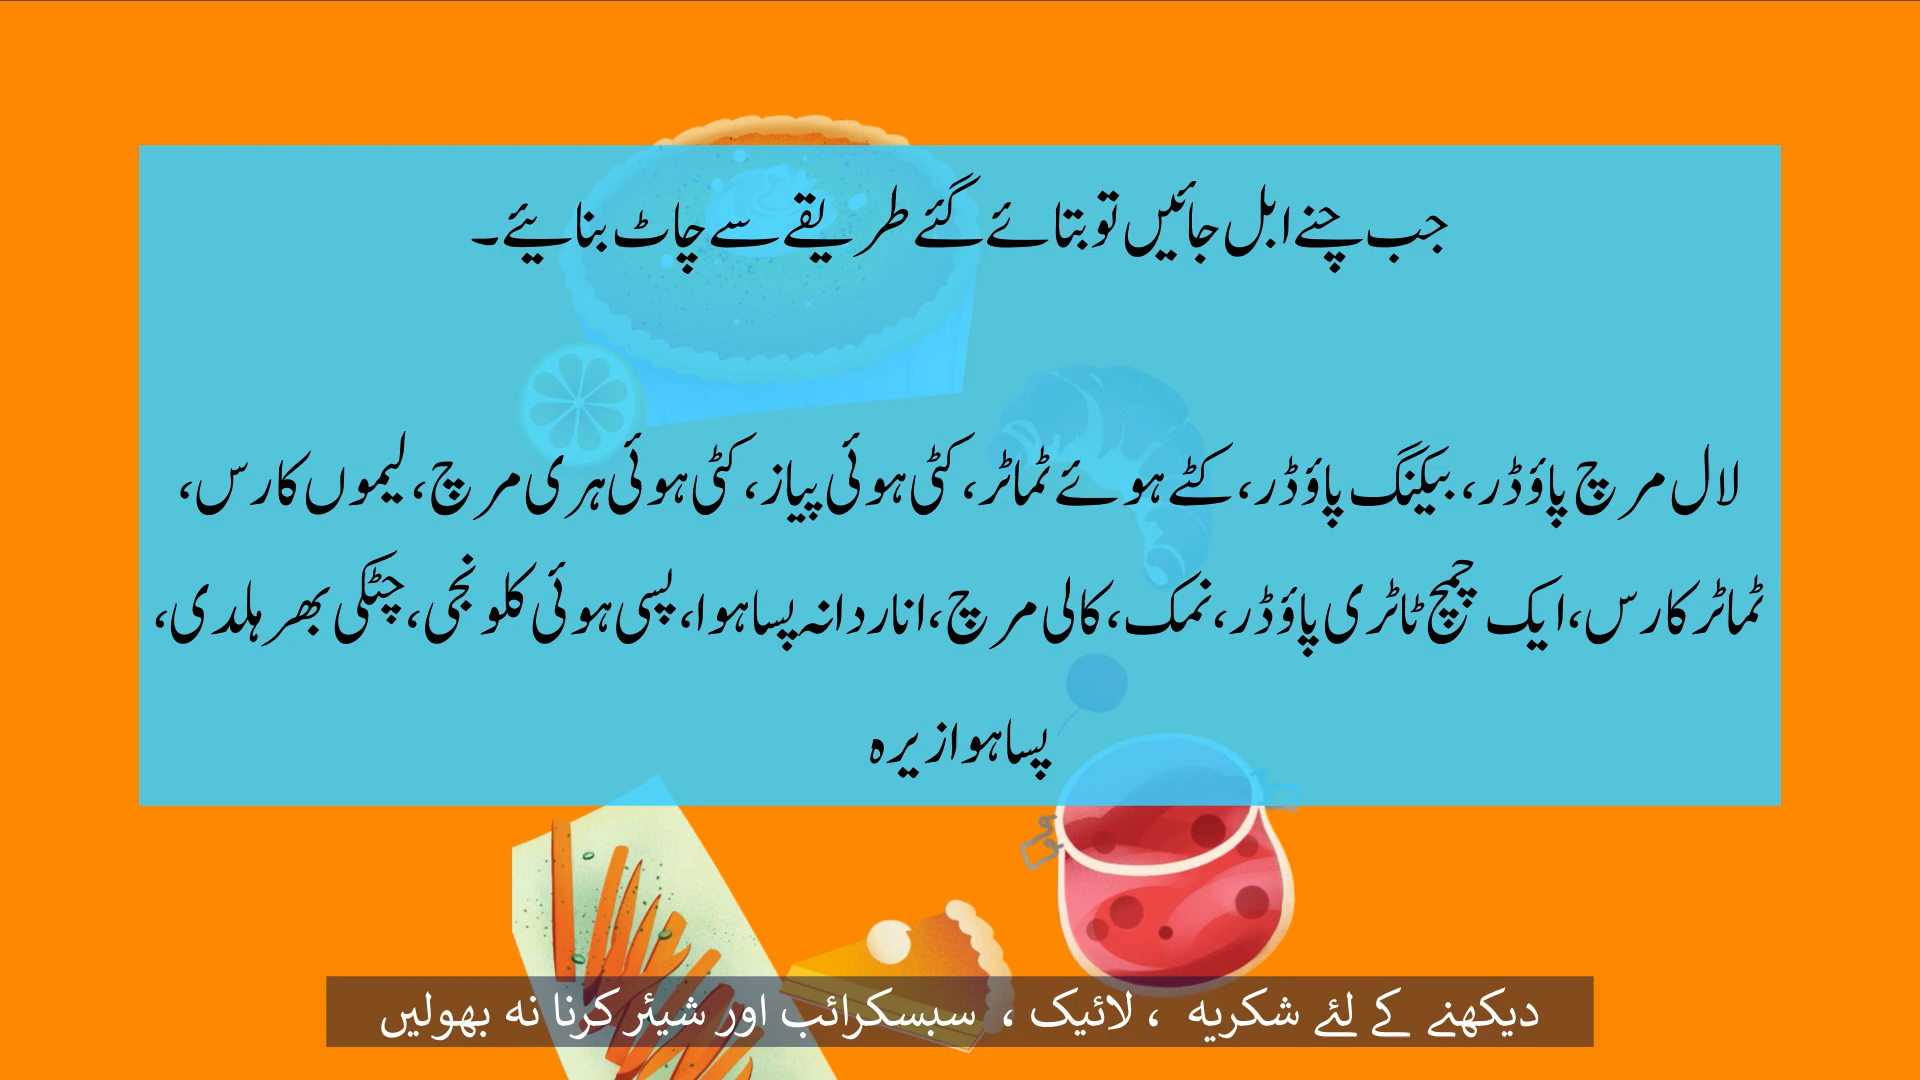 جب چنے ابل جائیں تو بتائے گئے طریقے سے چاٹ بنایئے۔
لال مرچ پاؤڈر، بیکنگ پاؤڈر، کٹے ہوئے ٹماٹر، کٹی ہوئی پیاز، کٹی ہوئی ہری مرچ، لیموں کا رس،
ٹماٹر کا رس، ایک چمچ ٹاٹری پاؤڈر، نمک، کالی مرچ، انار دانہ پسا ہوا، پسی ہوئی کلونجی، چٹکی بھر ہلدی،
پسا ہوا زیرہ
دیکھنے کے لئے شکریہ ، لائیک ، سبسکرائب اور شیئر کرنا نہ بھولیں